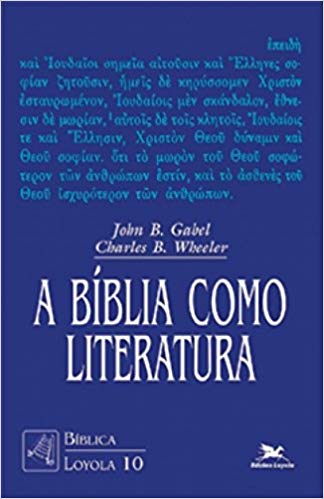 ἐπειδὴ
καὶ Ἰουδαῖοι σημεῖα αἰτοῦσιν καὶ Ἕλληνες σο-
φίαν ζητοῦσιν, ἡμεῖς δὲ κηρύσσομεν Χριστὸν
ἐσταυρωμένον, Ἰουδαίοις μὲν σκάνδαλον, ἔθνε-
σιν δὲ μωρίαν, αὐτοῖς δὲ τοῖς κλητοῖς, Ἰουδαίοις
τε καὶ Ἕλλησιν, Χριστὸν Θεοῦ δύναμιν καὶ
Θεοῦ σοφίαν. ὅτι τὸ μωρὸν τοῦ Θεοῦ σοφώ-
τερον τῶν ἀνθρώπων ἐστίν, καὶ τὸ ἀσθενὲς τοῦ
Θεοῦ ἰσχυρότερον τῶν ἀνθρώπων.
John B. Gabel
Charles B. Wheeler
A BÍBLIA COMO
LITERATURA
BÍBLICA
LOYOLA 10
Edições Loyola